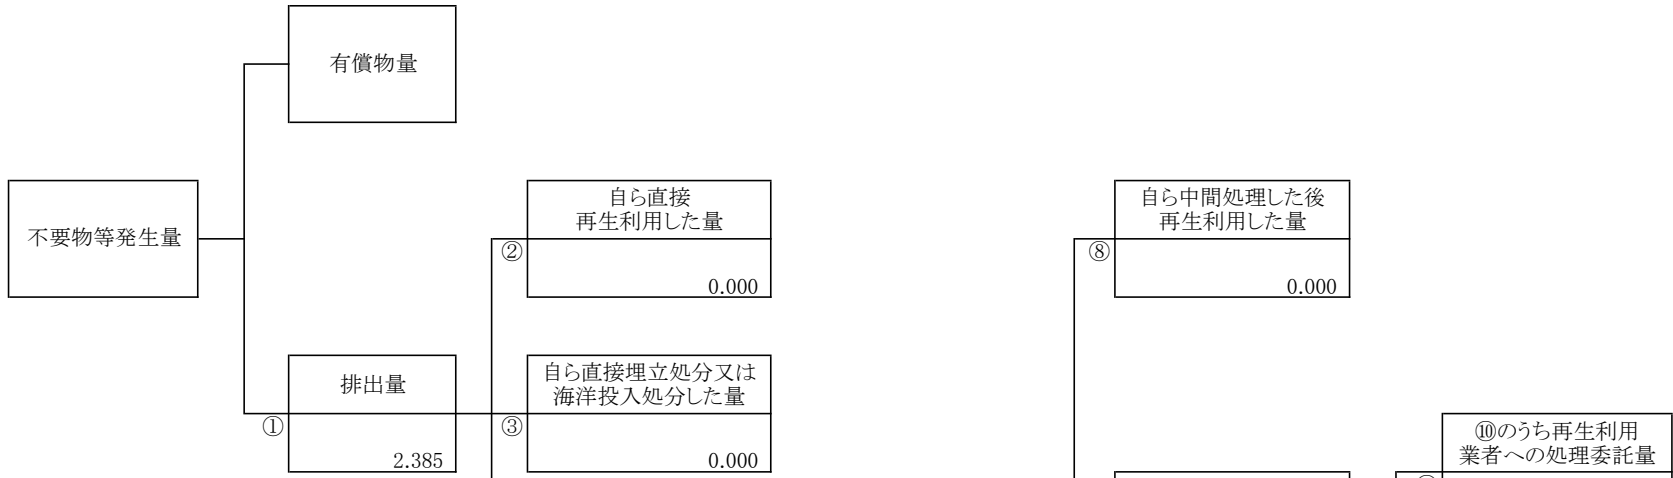 有償物量
不要物等発生量
自ら直接
再生利用した量
②
0.000
自ら中間処理した後
再生利用した量
⑧
0.000
排出量
①
2.385
自ら直接埋立処分又は
海洋投入処分した量
③
0.000
⑩のうち再生利用
業者への処理委託量